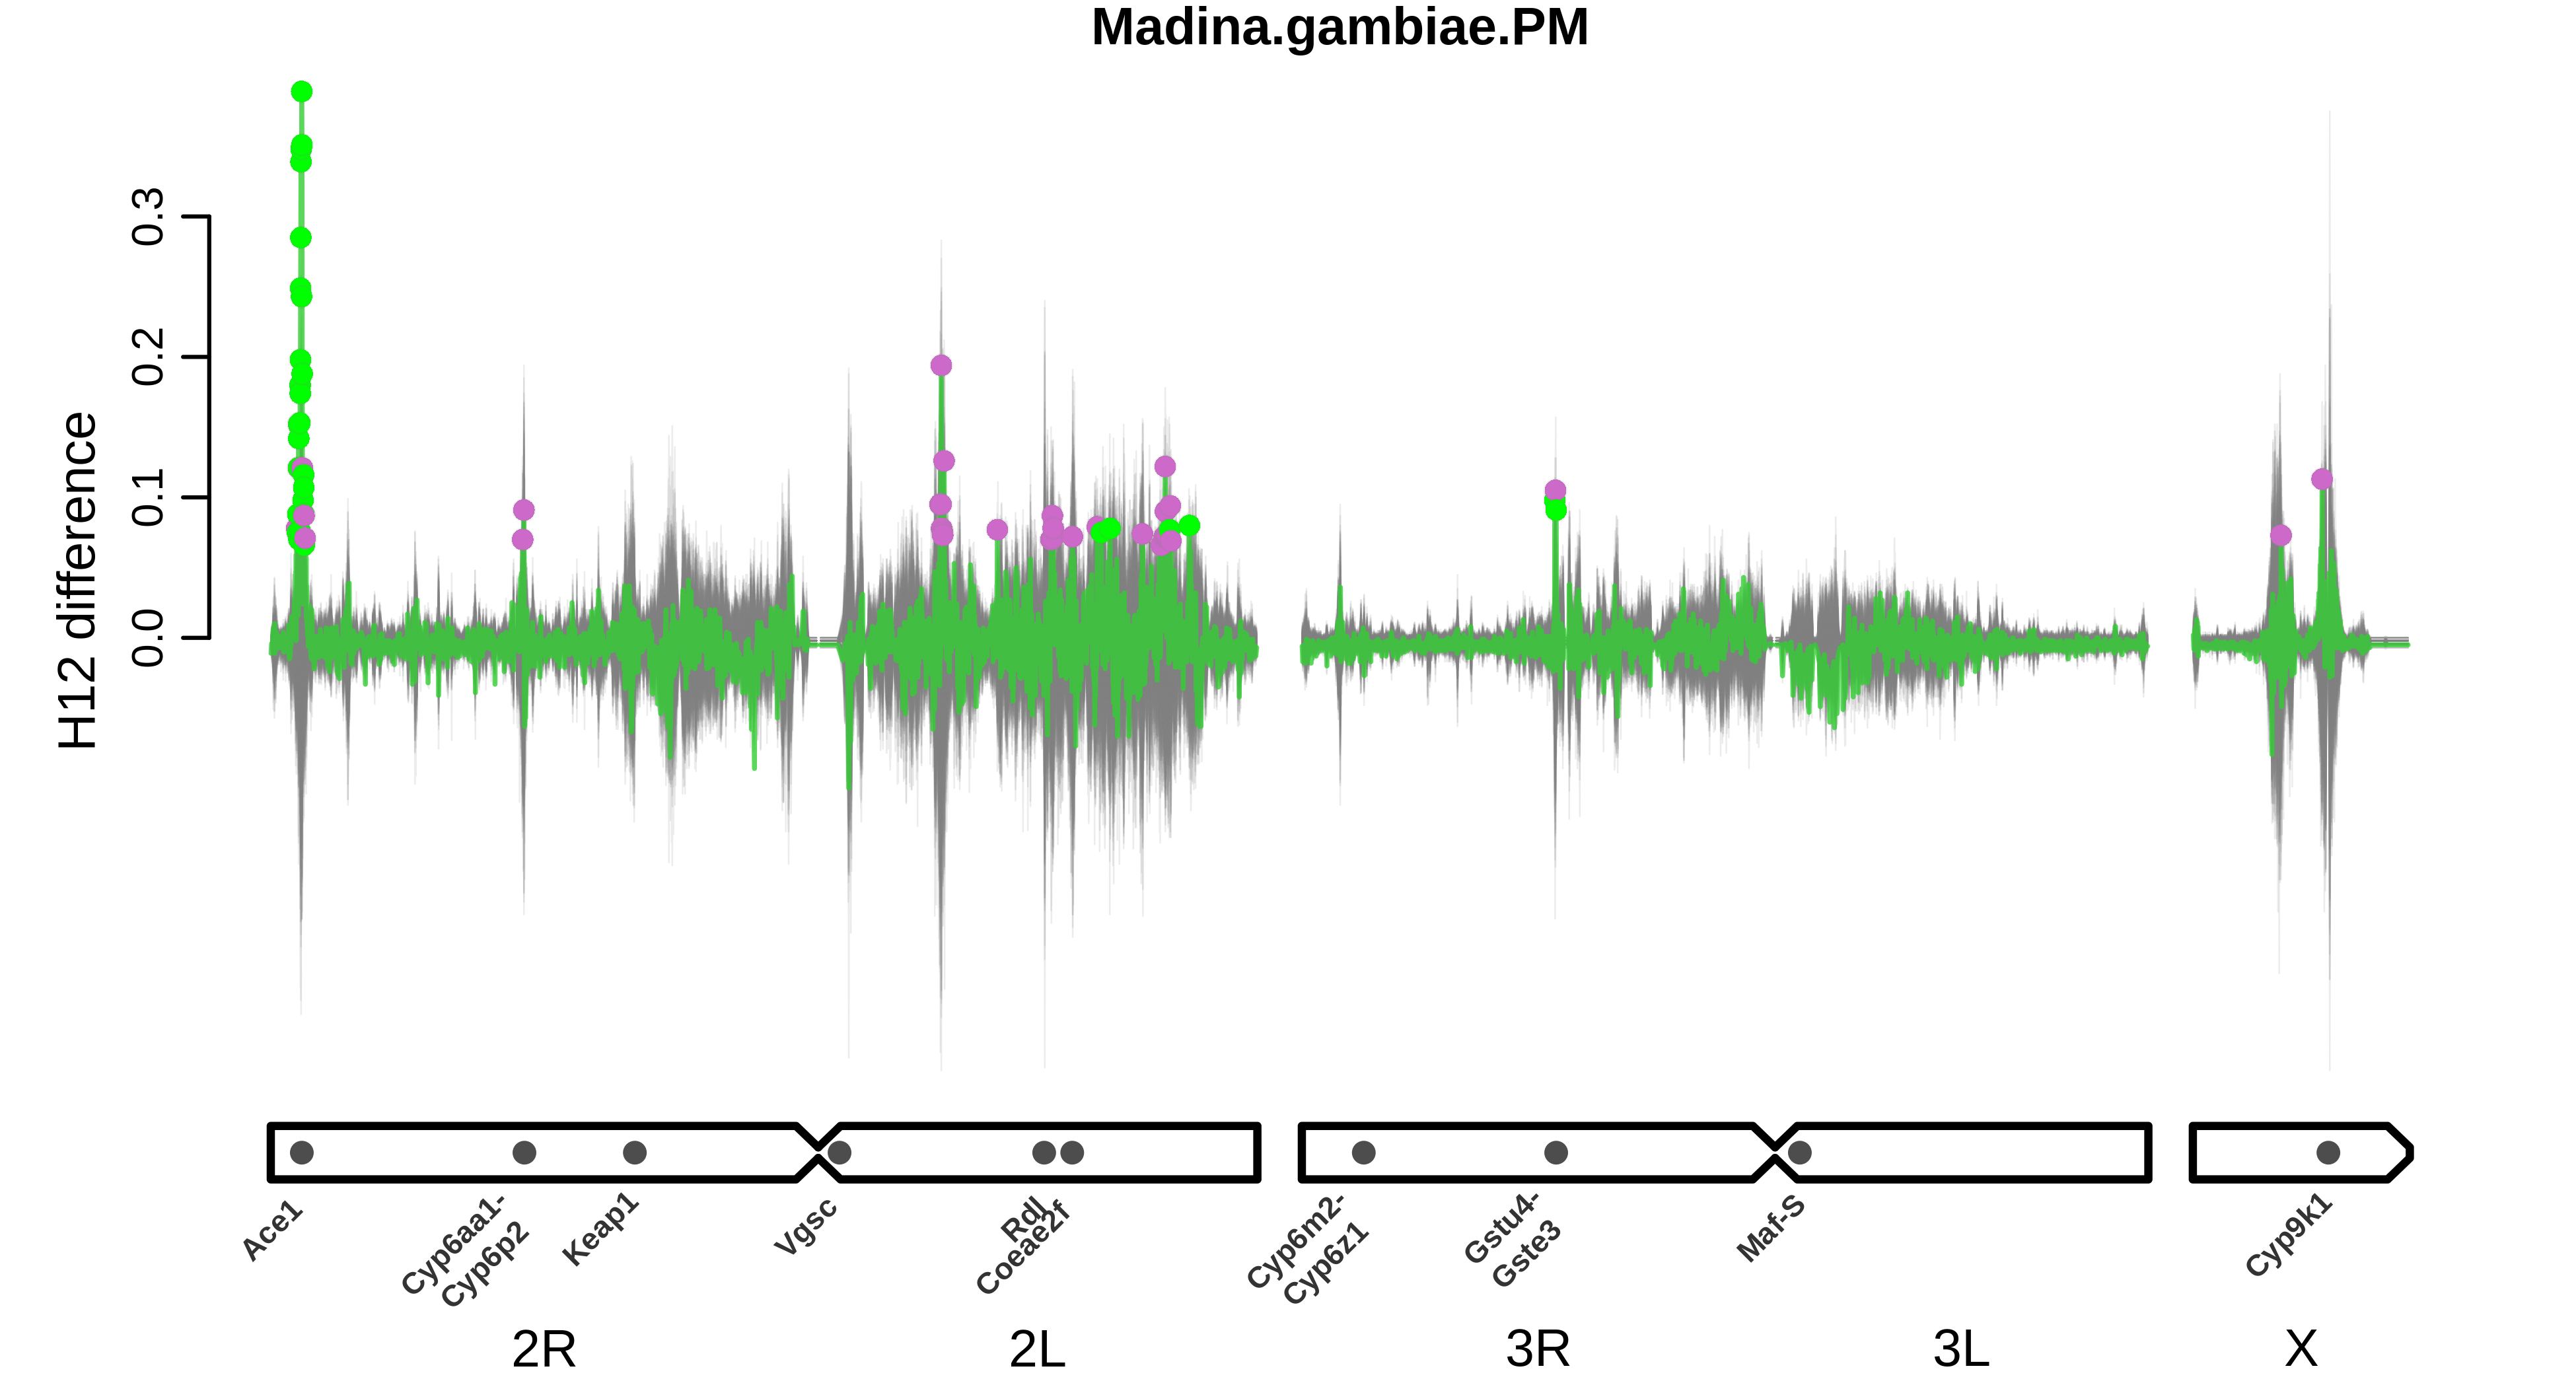 Madina.gambiae.PM
H12 difference
0.3
0.2
0.1
0.0
Ace1
Cyp6aa1-
Cyp6p2
Keap1
Vgsc
Rdl
Coeae2f
Cyp6m2-
Cyp6z1
Gstu4-
Gste3
Maf-S
Cyp9k1
2R
2L
3R
3L
X